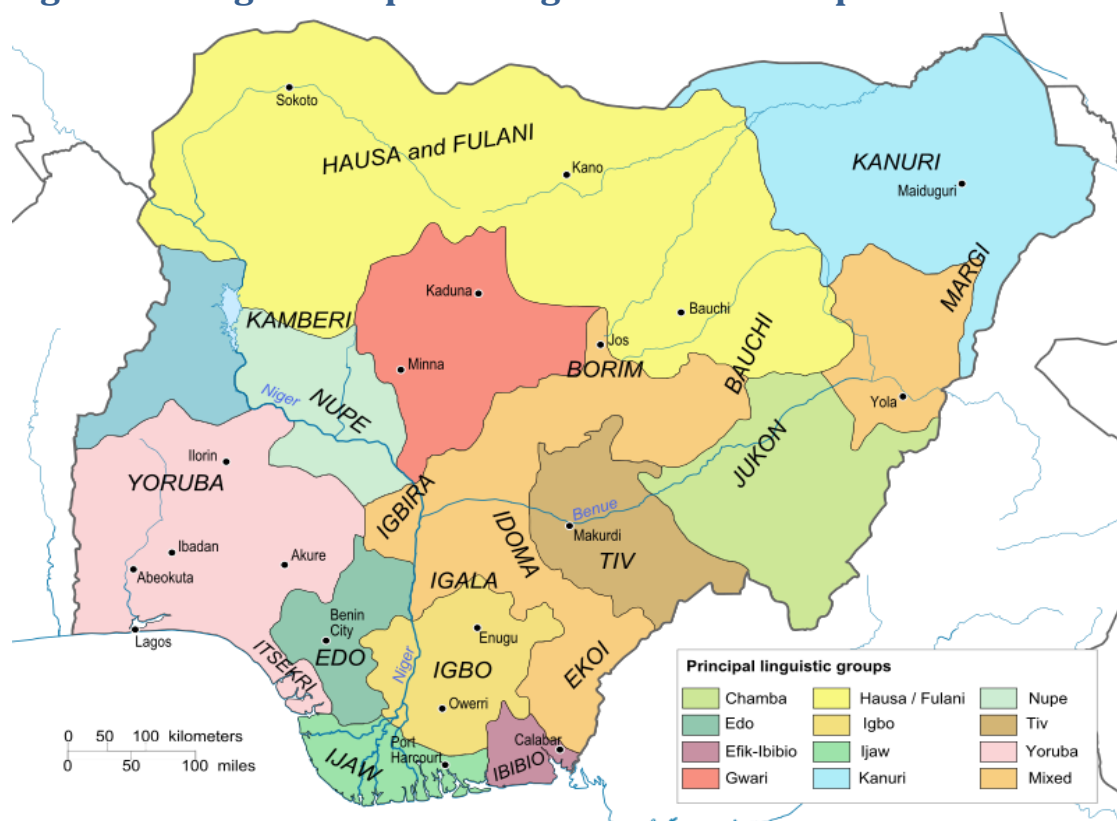 Sokoto
HAUSA and FULANI
Kano
KANURI
Maiduguri
MARGI
Kaduna
Bauchi
KAMBERI
Jos
BORIM
BAUCHI
Minna
Niger
NUPE
Yola
Ilorin
YORUBA
JUKON
IGBIRA
Benue
IDOMA
Makurdi
TIV
Ibadan
Akure
Abeokuta
IGALA
Benin
City
Enugu
Lagos
ITSEKRI
EDO
Niger
IGBO
EKOI
Owerri
Port
Harcourt
Calabar
IJAW
IBIBIO
0 50 100 kilometers
0 50 100 miles
Principal linguistic groups
Chamba
Edo
Efik-Ibibio
Gwari
Hausa / Fulani
Igbo
Ijaw
Kanuri
Nupe
Tiv
Yoruba
Mixed